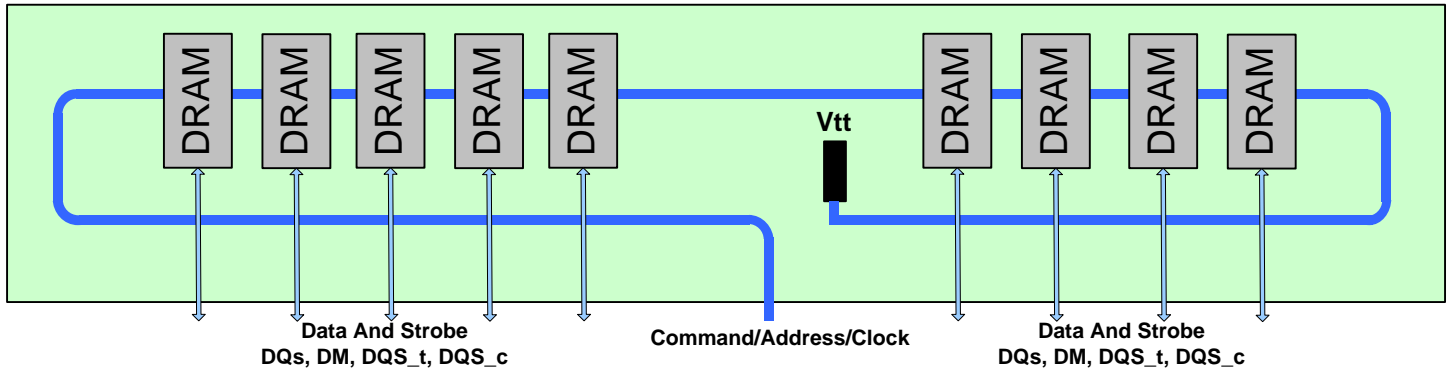 DRAM
DRAM
DRAM
DRAM
DRAM
DRAM
DRAM
DRAM
DRAM
Vtt
Data And Strobe
DQs, DM, DQS_t, DQS_c
Command/Address/Clock
Data And Strobe
DQs, DM, DQS_t, DQS_c